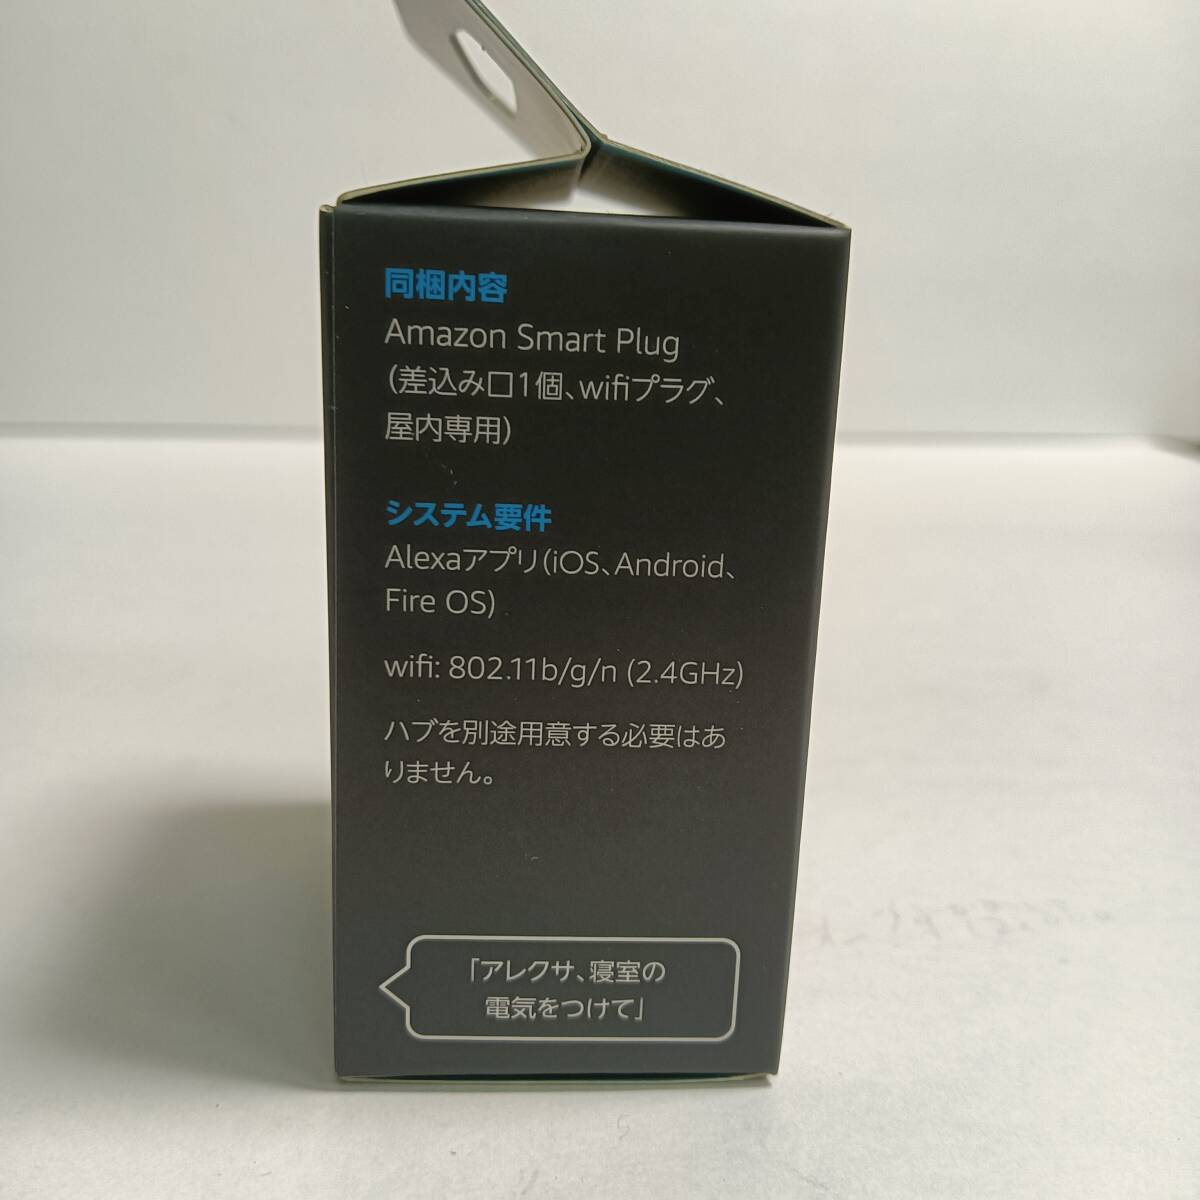 同梱内容
Amazon Smart Plug
(差込み口1個、wifiプラグ、
屋内専用)
システム要件
Alexaアプリ(iOS、Android、
Fire OS)
wifi: 802.11b/g/n (2.4GHz)
ハブを別途用意する必要はあ
りません。
「アレクサ、寝室の
電気をつけて」